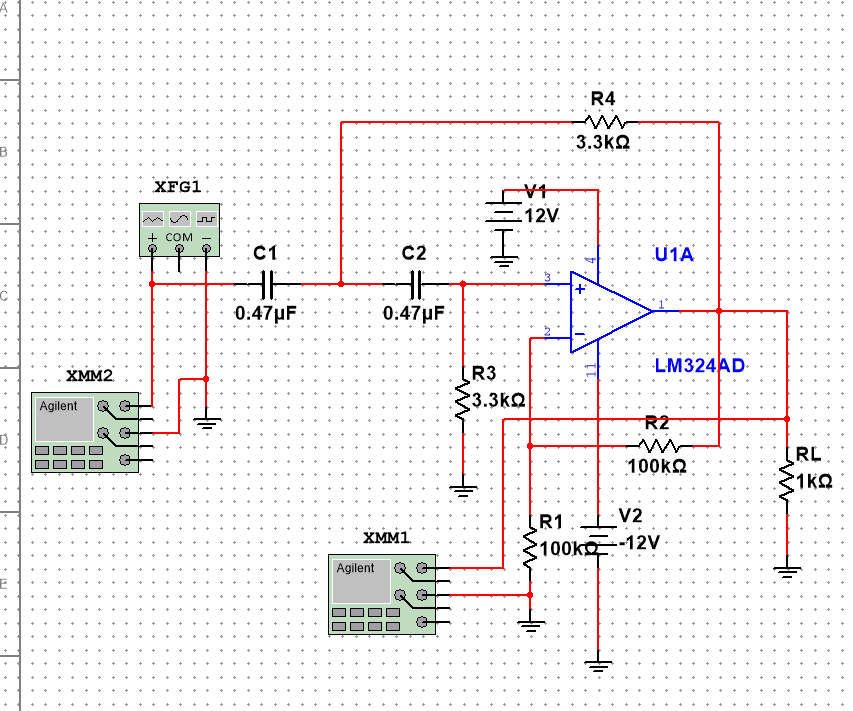 A
R4
B
3.3kΩ
XFG1
V1
12V
+ COM −
4
U1A
C1
C2
3
+
C
1
0.47µF
0.47µF
2
−
11
LM324AD
XMM2
R3
3.3kΩ
Agilent
R2
D
RL
100kΩ
1kΩ
V2
R1
XMM1
100kΩ
-12V
Agilent
E